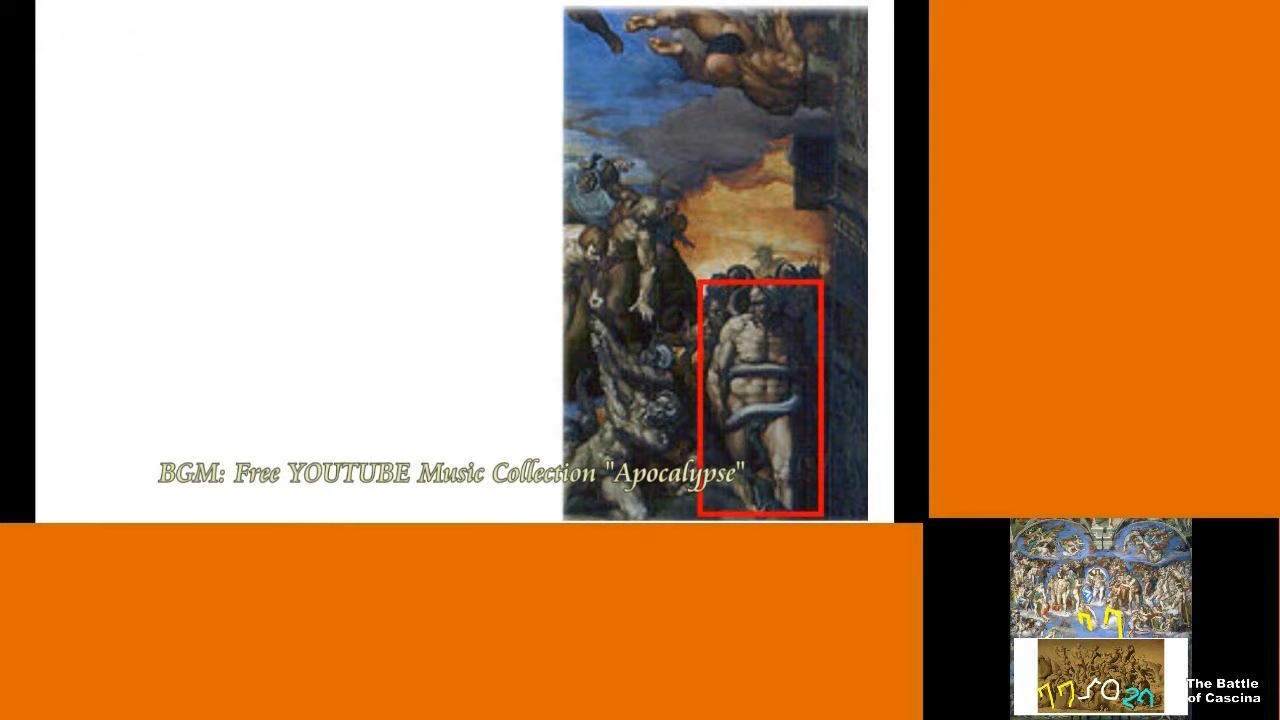 BGM: Free YOUTUBE Music Collection "Apocalypse"
The Battle
of Cascina